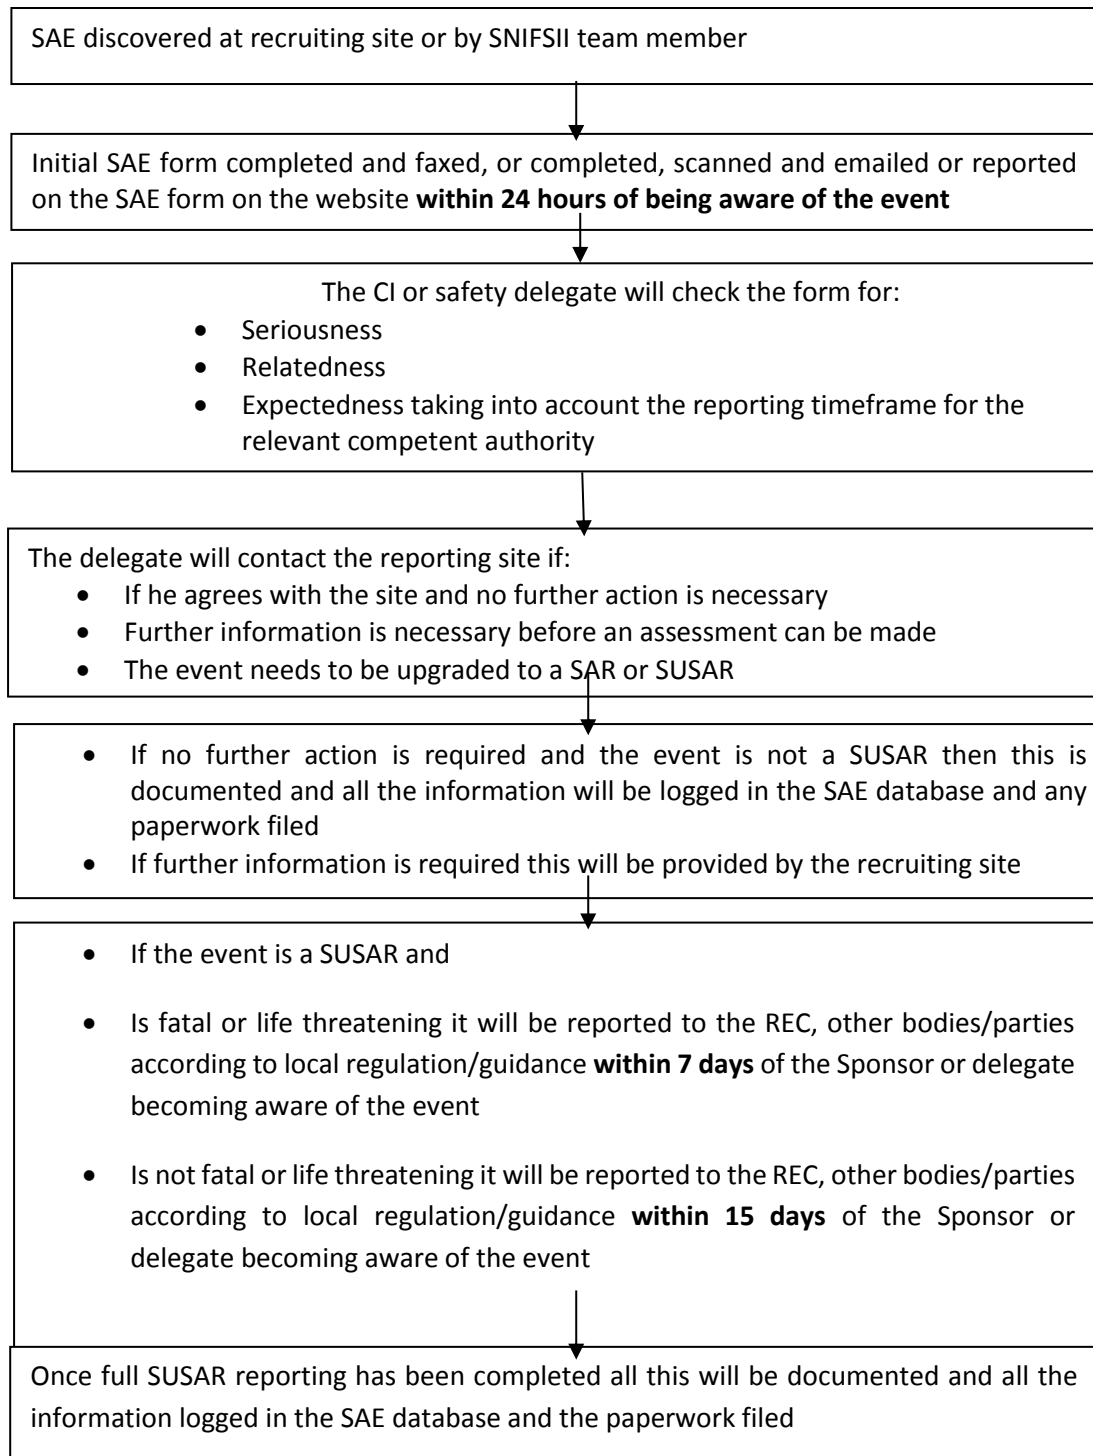 SAE discovered at recruiting site or by SNIFSII team member
Initial SAE form completed and faxed, or completed, scanned and emailed or reported
on the SAE form on the website within 24 hours of being aware of the event
The CI or safety delegate will check the form for:
• Seriousness
• Relatedness
• Expectedness taking into account the reporting timeframe for the
relevant competent authority
The delegate will contact the reporting site if:
• If he agrees with the site and no further action is necessary
• Further information is necessary before an assessment can be made
• The event needs to be upgraded to a SAR or SUSAR
• If no further action is required and the event is not a SUSAR then this is
documented and all the information will be logged in the SAE database and any
paperwork filed
• If further information is required this will be provided by the recruiting site
• If the event is a SUSAR and
• Is fatal or life threatening it will be reported to the REC, other bodies/parties
according to local regulation/guidance within 7 days of the Sponsor or delegate
becoming aware of the event
• Is not fatal or life threatening it will be reported to the REC, other bodies/parties
according to local regulation/guidance within 15 days of the Sponsor or
delegate becoming aware of the event
Once full SUSAR reporting has been completed all this will be documented and all the
information logged in the SAE database and the paperwork filed